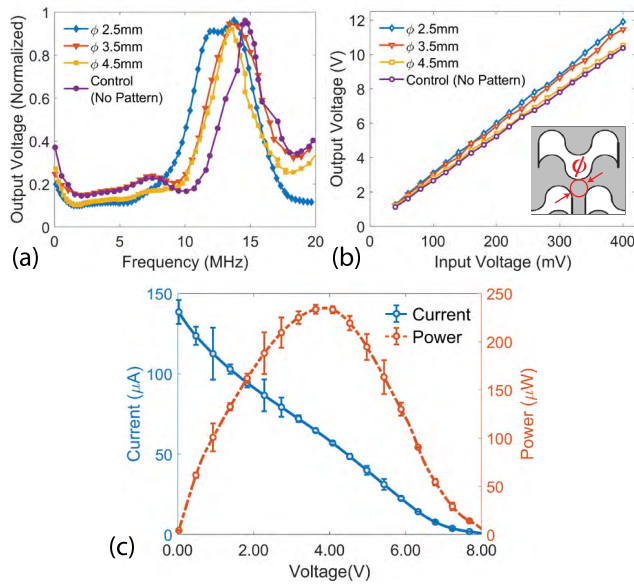 Output Voltage (Normalized)
1
0.8
0.6
0.4
0.2
0
ϕ 2.5mm
ϕ 3.5mm
ϕ 4.5mm
Control
(No Pattern)
0 5 10 15 20
Frequency (MHz)
(a)
Output Voltage (V)
12
10
8
6
4
2
0
ϕ 2.5mm
ϕ 3.5mm
ϕ 4.5mm
Control (No Pattern)
ϕ
0 100 200 300 400
Input Voltage (mV)
(b)
Current (μA)
150
100
50
0
Current
Power
250
200
150
100
50
0
Power (μW)
0.00 2.00 4.00 6.00 8.00
Voltage(V)
(c)